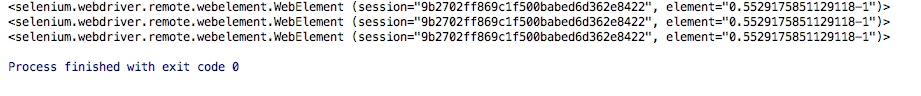 <selenium.webdriver.remote.webelement.WebElement (session="9b2702ff869c1f500babed6d362e8422", element="0.5529175851129118-1")>
<selenium.webdriver.remote.webelement.WebElement (session="9b2702ff869c1f500babed6d362e8422", element="0.5529175851129118-1")>
<selenium.webdriver.remote.webelement.WebElement (session="9b2702ff869c1f500babed6d362e8422", element="0.5529175851129118-1")>
Process finished with exit code 0